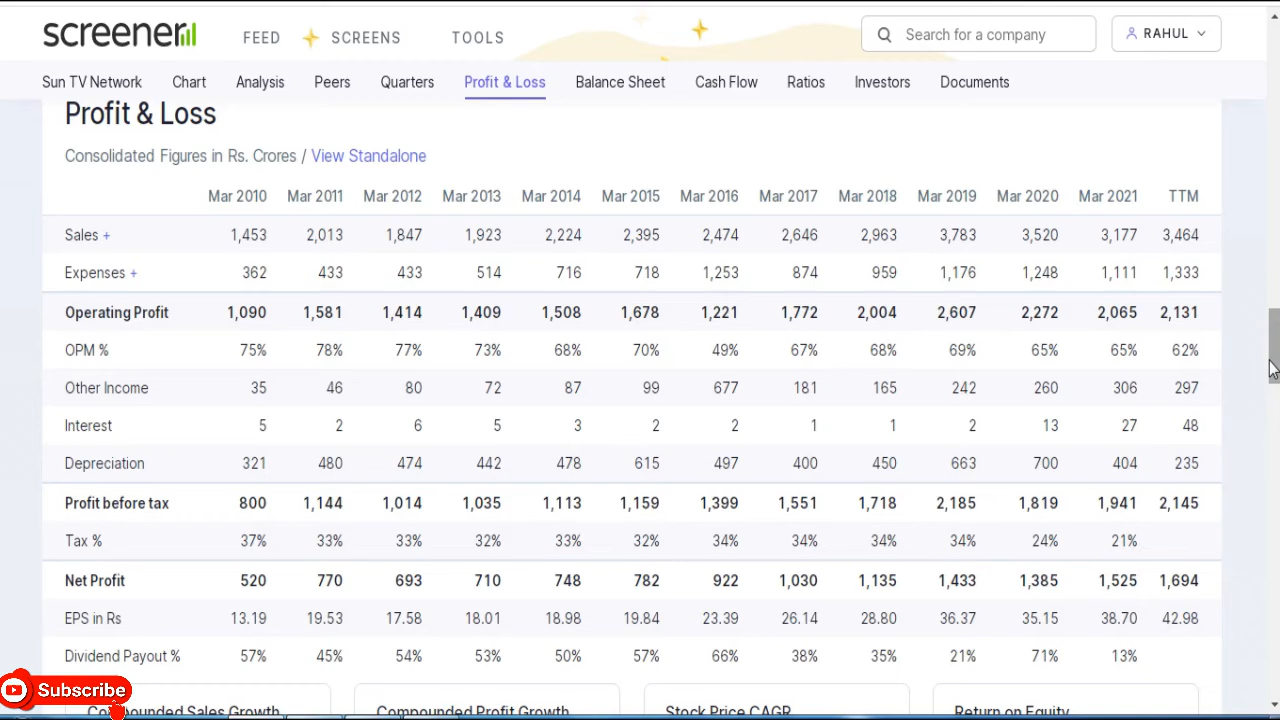 screener FEED SCREENS TOOLS Search for a company RAHUL
Sun TV Network Chart Analysis Peers Quarters Profit & Loss Balance Sheet Cash Flow Ratios Investors Documents
Profit & Loss
Consolidated Figures in Rs. Crores / View Standalone
Mar 2010 Mar 2011 Mar 2012 Mar 2013 Mar 2014 Mar 2015 Mar 2016 Mar 2017 Mar 2018 Mar 2019 Mar 2020 Mar 2021 TTM
Sales + 1,453 2,013 1,847 1,923 2,224 2,395 2,474 2,646 2,963 3,783 3,520 3,177 3,464
Expenses + 362 433 433 514 716 718 1,253 874 959 1,176 1,248 1,111 1,333
Operating Profit 1,090 1,581 1,414 1,409 1,508 1,678 1,221 1,772 2,004 2,607 2,272 2,065 2,131
OPM % 75% 78% 77% 73% 68% 70% 49% 67% 68% 69% 65% 65% 62%
Other Income 35 46 80 72 87 99 677 181 165 242 260 306 297
Interest 5 2 6 5 3 2 2 1 1 2 13 27 48
Depreciation 321 480 474 442 478 615 497 400 450 663 700 404 235
Profit before tax 800 1,144 1,014 1,035 1,113 1,159 1,399 1,551 1,718 2,185 1,819 1,941 2,145
Tax % 37% 33% 33% 32% 33% 32% 34% 34% 34% 34% 24% 21%
Net Profit 520 770 693 710 748 782 922 1,030 1,135 1,433 1,385 1,525 1,694
EPS in Rs 13.19 19.53 17.58 18.01 18.98 19.84 23.39 26.14 28.80 36.37 35.15 38.70 42.98
Dividend Payout % 57% 45% 54% 53% 50% 57% 66% 38% 35% 21% 71% 13%
Subscribe
Compounded Sales Growth Compounded Profit Growth Stock Price CAGR Return on Equity